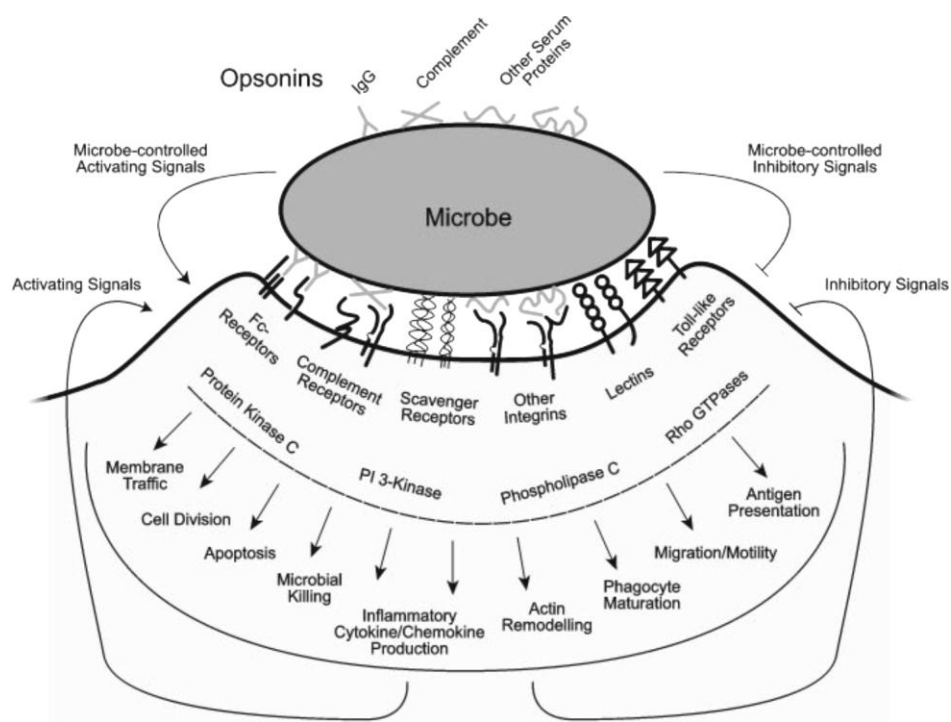 Opsonins
IgG
Complement
Other Serum
Proteins
Microbe-controlled
Activating Signals
Microbe-controlled
Inhibitory Signals
Microbe
Activating Signals
Inhibitory Signals
Fc-
Receptors
Complement
Receptors
Scavenger
Receptors
Other
Integrins
Lectins
Toll-like
Receptors
Protein Kinase C
PI 3-Kinase
Phospholipase C
Rho GTPases
Membrane
Traffic
Cell Division
Apoptosis
Microbial
Killing
Inflammatory
Cytokine/Chemokine
Production
Actin
Remodelling
Phagocyte
Maturation
Migration/Motility
Antigen
Presentation